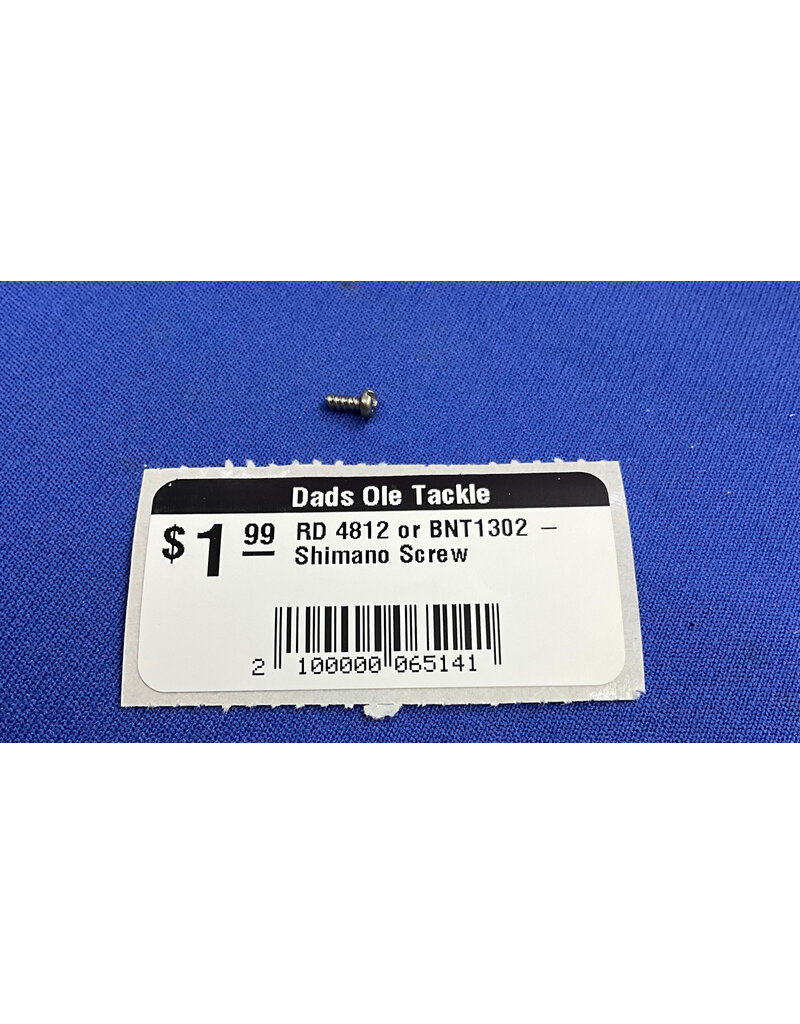 Dads Ole Tackle
$1 99
RD 4812 or BNT1302 –
Shimano Screw
2 100000 065141